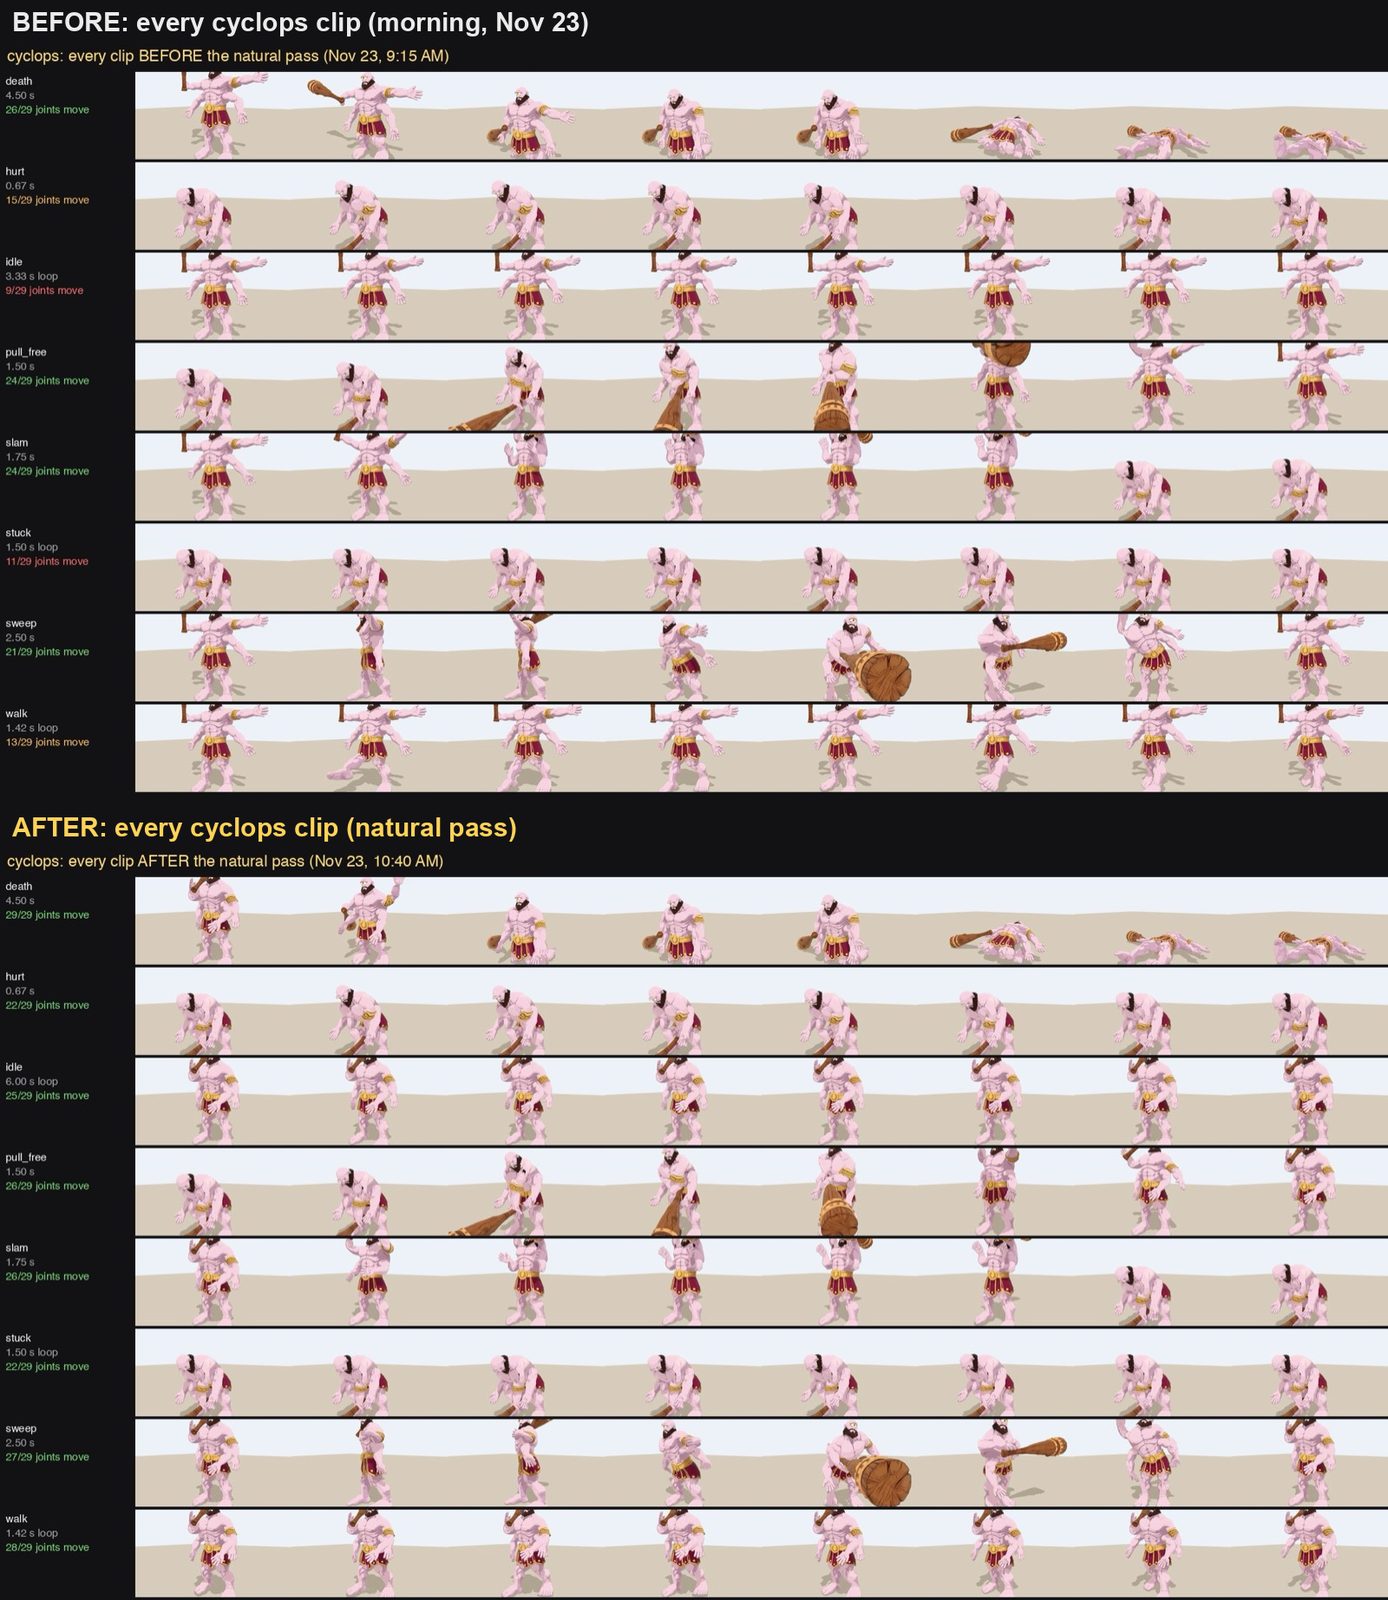 BEFORE: every cyclops clip (morning, Nov 23)
cyclops: every clip BEFORE the natural pass (Nov 23, 9:15 AM)
death
4.50 s
26/29 joints move
hurt
0.67 s
15/29 joints move
idle
3.33 s loop
9/29 joints move
pull_free
1.50 s
24/29 joints move
slam
1.75 s
24/29 joints move
stuck
1.50 s loop
11/29 joints move
sweep
2.50 s
21/29 joints move
walk
1.42 s loop
13/29 joints move
AFTER: every cyclops clip (natural pass)
cyclops: every clip AFTER the natural pass (Nov 23, 10:40 AM)
death
4.50 s
29/29 joints move
hurt
0.67 s
22/29 joints move
idle
6.00 s loop
25/29 joints move
pull_free
1.50 s
26/29 joints move
slam
1.75 s
26/29 joints move
stuck
1.50 s loop
22/29 joints move
sweep
2.50 s
27/29 joints move
walk
1.42 s loop
28/29 joints move